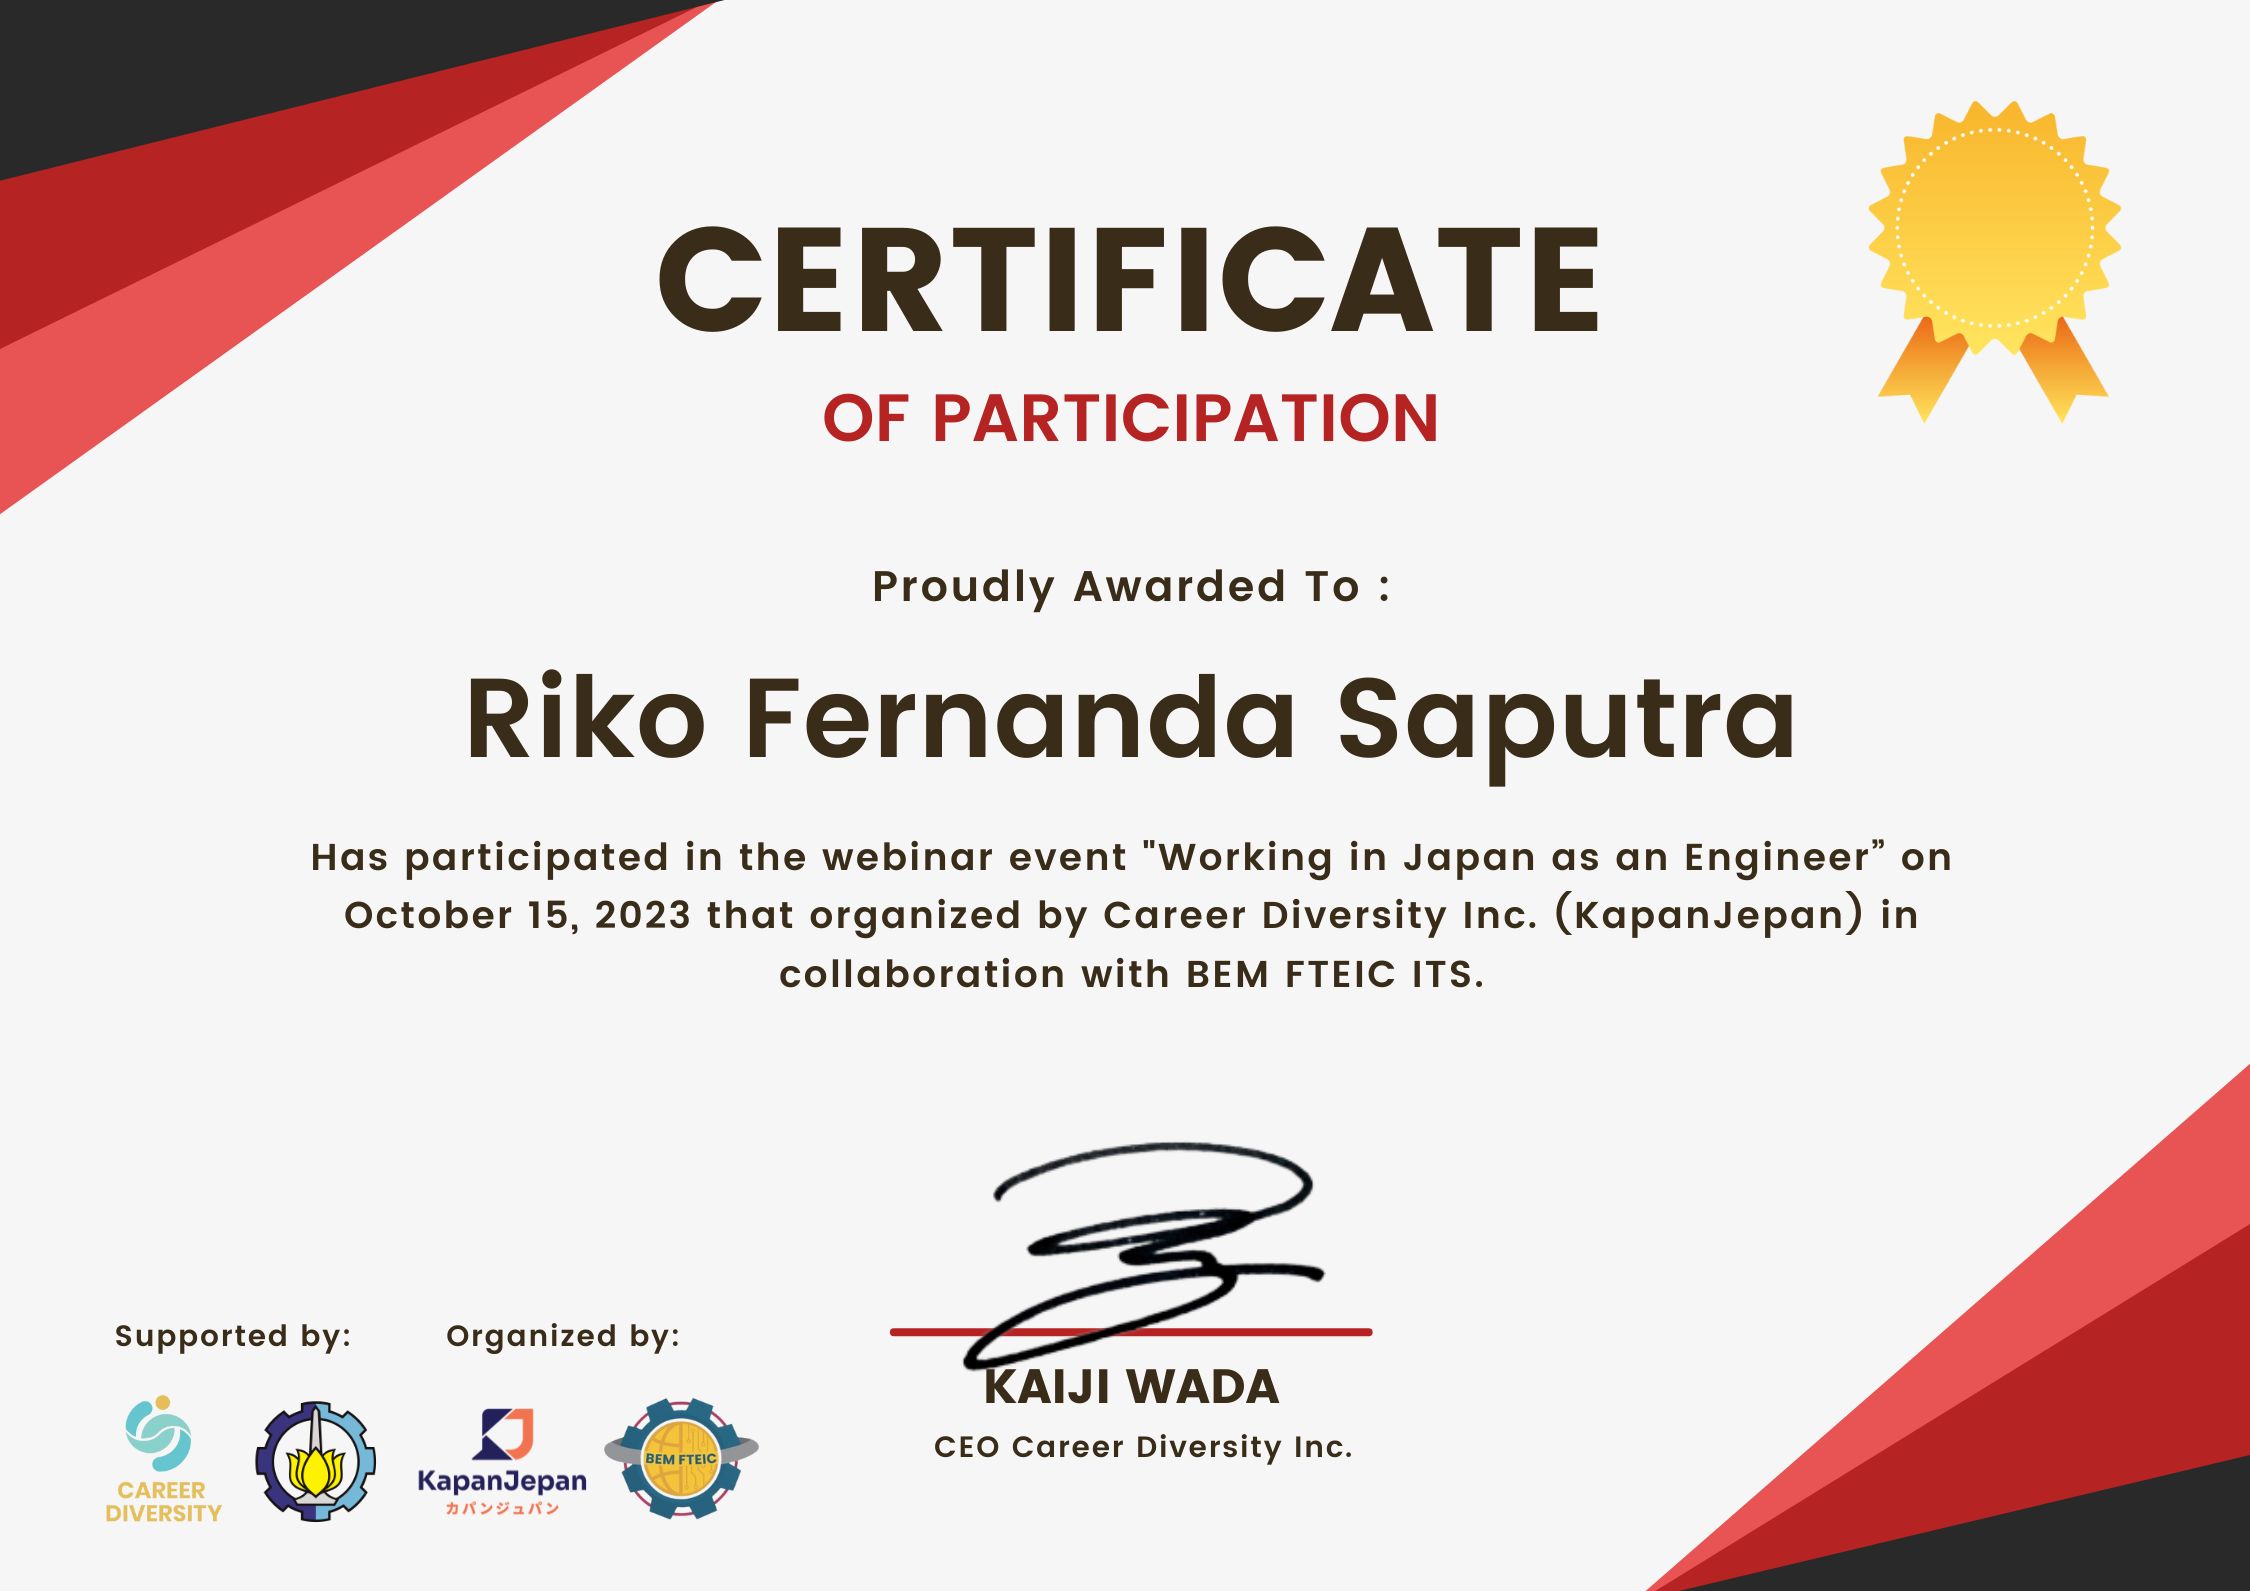 CERTIFICATE
OF PARTICIPATION
Proudly Awarded To :
Riko Fernanda Saputra
Has participated in the webinar event "Working in Japan as an Engineer” on
October 15, 2023 that organized by Career Diversity Inc. (KapanJepan) in
collaboration with BEM FTEIC ITS.
KAIJI WADA
CEO Career Diversity Inc.
Supported by:
CAREER
DIVERSITY
Organized by:
KapanJepan
カパンジュパン
BEM FTEIC